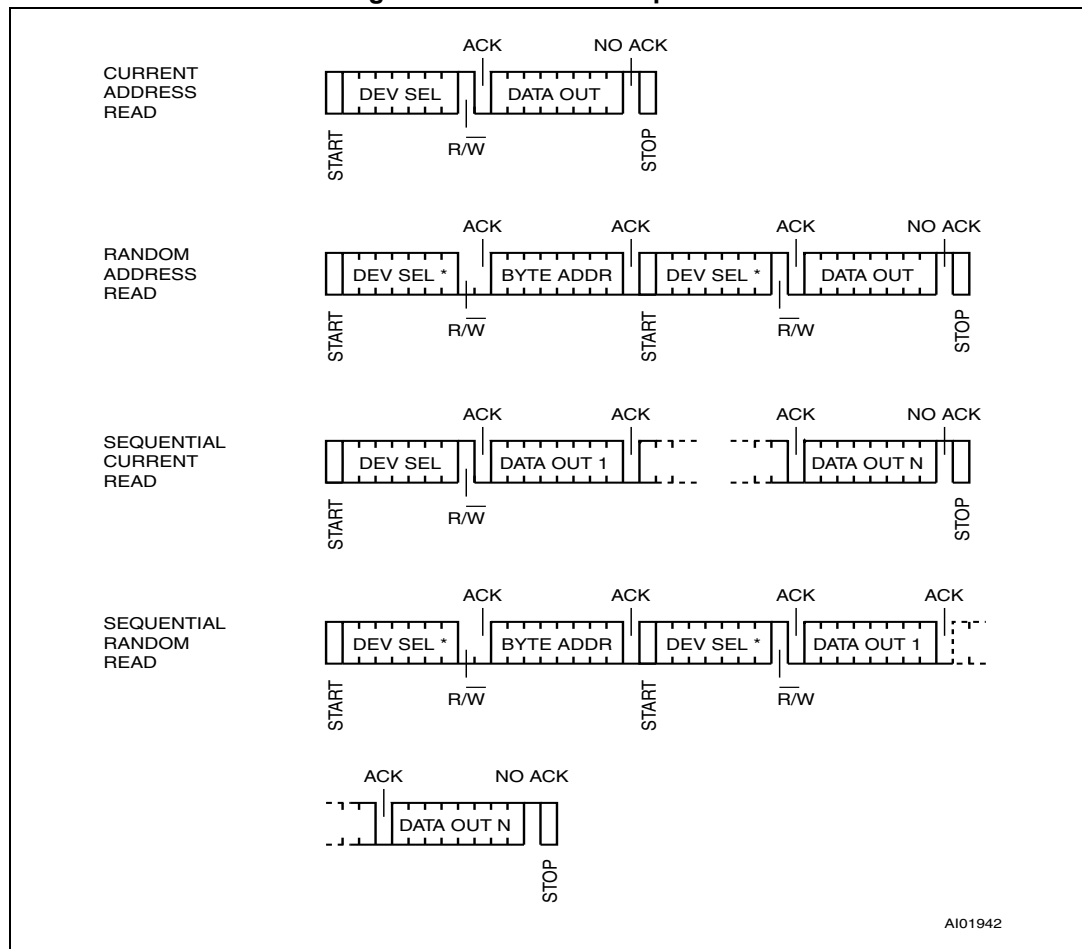 ACK NO ACK
CURRENT
ADDRESS
READ
DEV SEL DATA OUT
START R/W STOP
ACK ACK ACK NO ACK
RANDOM
ADDRESS
READ
DEV SEL * BYTE ADDR DEV SEL * DATA OUT
START R/W START R/W STOP
ACK ACK ACK NO ACK
SEQUENTIAL
CURRENT
READ
DEV SEL DATA OUT 1 DATA OUT N
START R/W STOP
ACK ACK ACK ACK
SEQUENTIAL
RANDOM
READ
DEV SEL * BYTE ADDR DEV SEL * DATA OUT 1
START R/W START R/W
ACK NO ACK
DATA OUT N
STOP
AI01942